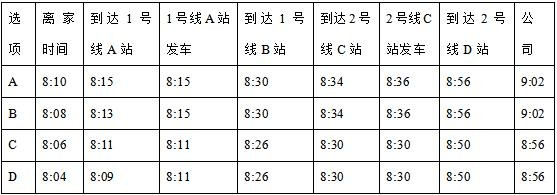 选项 离家时间 到达1号线A站 1号线A站发车 到达1号线B站 到达2号线C站 2号线C站发车 到达2号线D站 公司
A 8:10 8:15 8:15 8:30 8:34 8:36 8:56 9:02
B 8:08 8:13 8:15 8:30 8:34 8:36 8:56 9:02
C 8:06 8:11 8:11 8:26 8:30 8:30 8:50 8:56
D 8:04 8:09 8:11 8:26 8:30 8:30 8:50 8:56